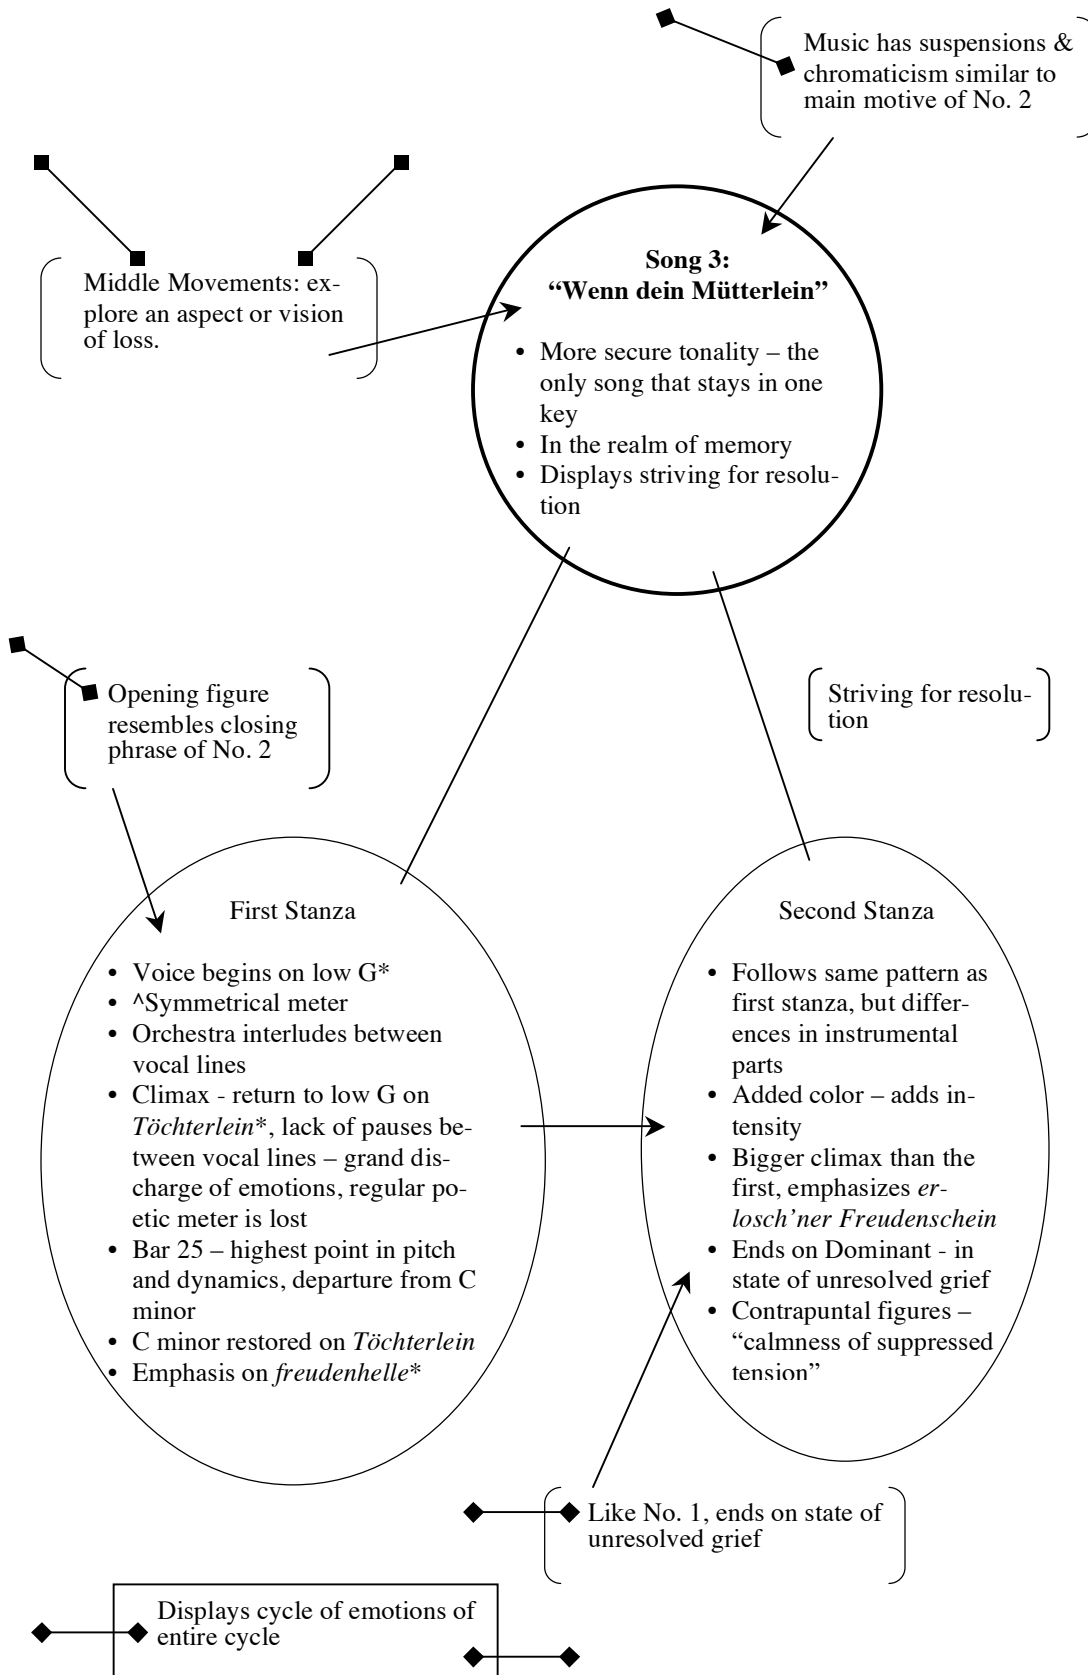 Music has suspensions &
chromaticism similar to
main motive of No. 2
Middle Movements: ex-
plore an aspect or vision
of loss.
Song 3:
“Wenn dein Mütterlein”
• More secure tonality – the
only song that stays in one
key
• In the realm of memory
• Displays striving for resolu-
tion
Opening figure
resembles closing
phrase of No. 2
Striving for resolu-
tion
First Stanza
• Voice begins on low G*
• ^Symmetrical meter
• Orchestra interludes between
vocal lines
• Climax - return to low G on
Töchterlein*, lack of pauses be-
tween vocal lines – grand dis-
charge of emotions, regular po-
etic meter is lost
• Bar 25 – highest point in pitch
and dynamics, departure from C
minor
• C minor restored on Töchterlein
• Emphasis on freudenhelle*
Second Stanza
• Follows same pattern as
first stanza, but differ-
ences in instrumental
parts
• Added color – adds in-
tensity
• Bigger climax than the
first, emphasizes er-
losch’ner Freudenschein
• Ends on Dominant - in
state of unresolved grief
• Contrapuntal figures –
“calmness of suppressed
tension”
Like No. 1, ends on state of
unresolved grief
Displays cycle of emotions of
entire cycle